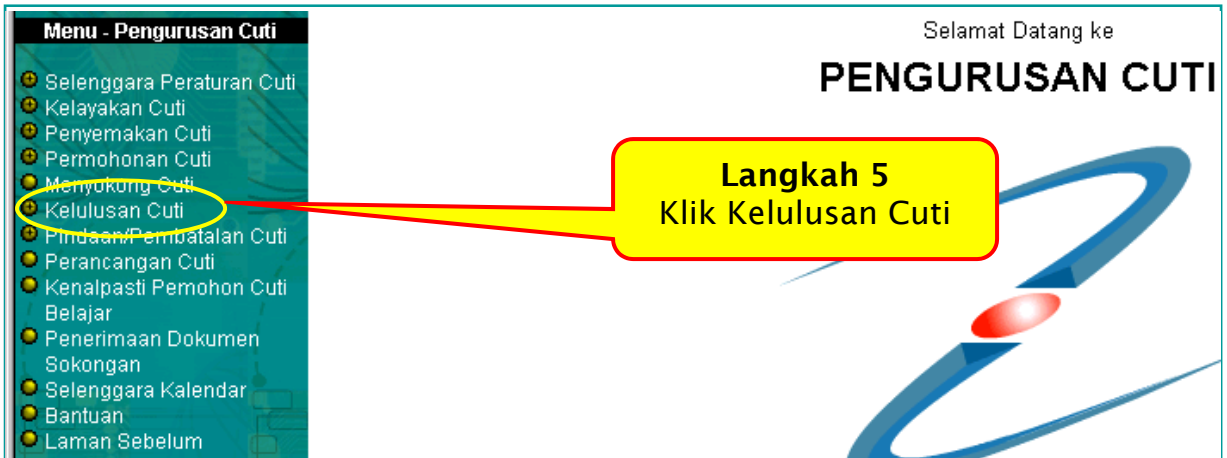 Menu - Pengurusan Cuti
Selenggara Peraturan Cuti
Kelayakan Cuti
Penyemakan Cuti
Permohonan Cuti
Menyokong Cuti
Kelulusan Cuti
Pindaan/Pembatalan Cuti
Perancangan Cuti
Kenalpasti Pemohon Cuti
Belajar
Penerimaan Dokumen
Sokongan
Selenggara Kalendar
Bantuan
Laman Sebelum
Selamat Datang ke
PENGURUSAN CUTI
Langkah 5
Klik Kelulusan Cuti